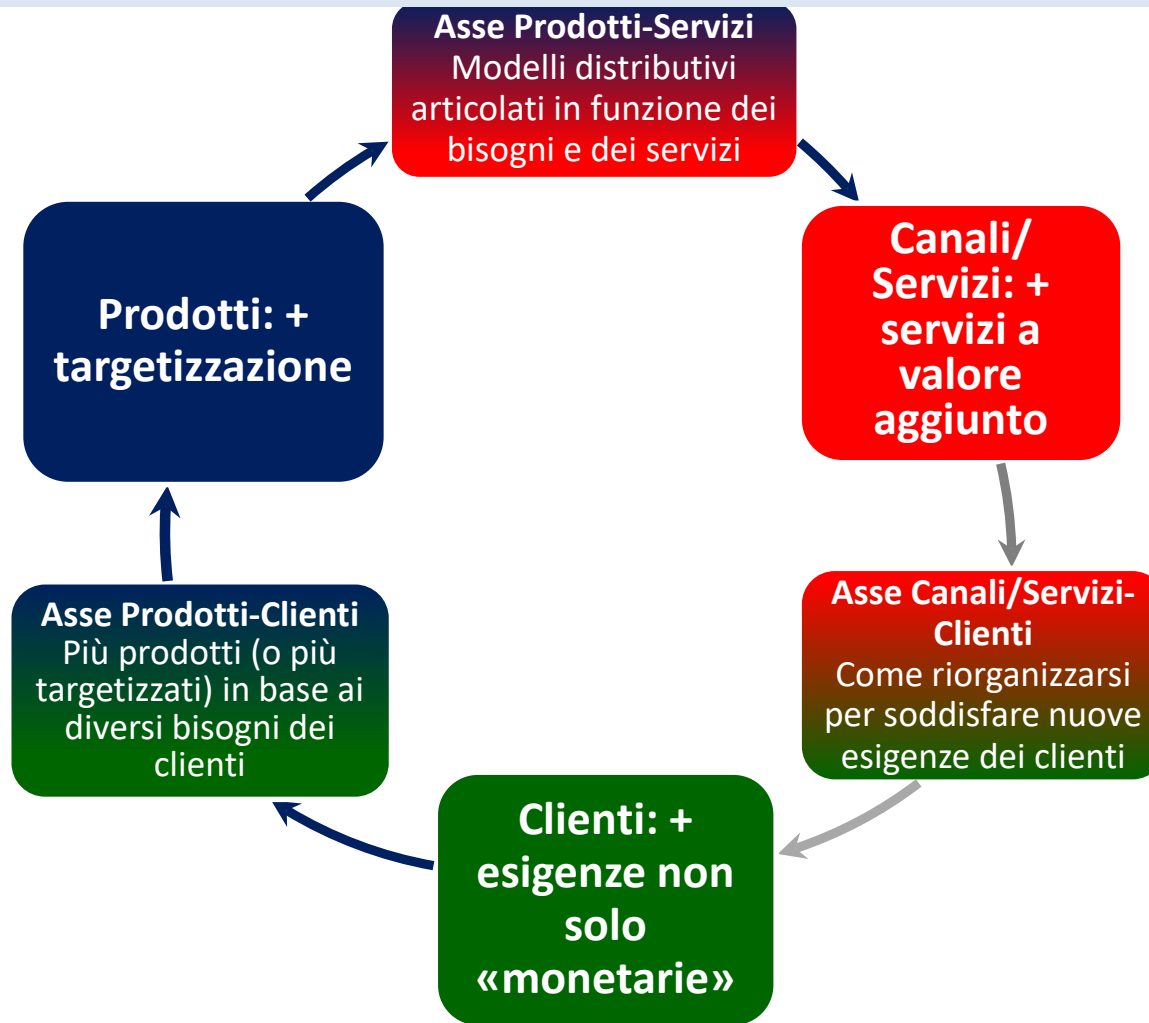 Asse Prodotti-Servizi
Modelli distributivi
articolati in funzione dei
bisogni e dei servizi
Canali/
Servizi: +
servizi a
valore
aggiunto
Asse Canali/Servizi-
Clienti
Come riorganizzarsi
per soddisfare nuove
esigenze dei clienti
Clienti: +
esigenze non
solo
«monetarie»
Asse Prodotti-Clienti
Più prodotti (o più
targetizzati) in base ai
diversi bisogni dei
clienti
Prodotti: +
targetizzazione